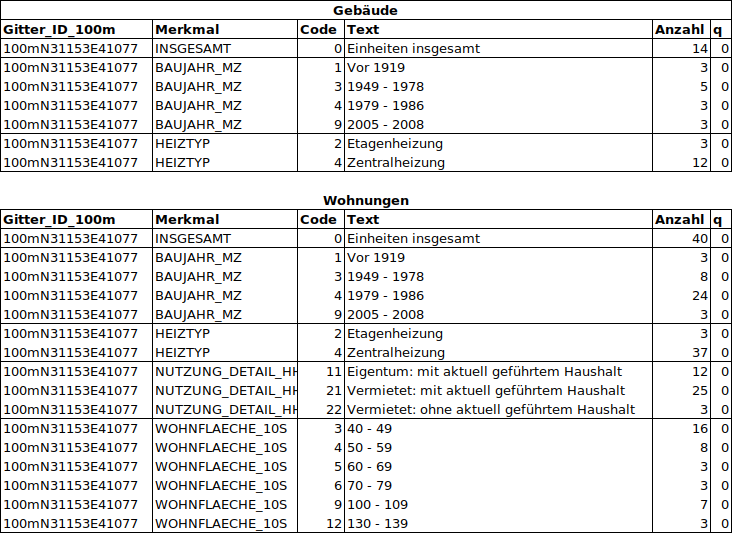 Gebäude
Gitter_ID_100m Merkmal Code Text Anzahl q
100mN31153E41077 INSGESAMT 0 Einheiten insgesamt 14 0
100mN31153E41077 BAUJAHR_MZ 1 Vor 1919 3 0
100mN31153E41077 BAUJAHR_MZ 3 1949 - 1978 5 0
100mN31153E41077 BAUJAHR_MZ 4 1979 - 1986 3 0
100mN31153E41077 BAUJAHR_MZ 9 2005 - 2008 3 0
100mN31153E41077 HEIZTYP 2 Etagenheizung 3 0
100mN31153E41077 HEIZTYP 4 Zentralheizung 12 0
Wohnungen
Gitter_ID_100m Merkmal Code Text Anzahl q
100mN31153E41077 INSGESAMT 0 Einheiten insgesamt 40 0
100mN31153E41077 BAUJAHR_MZ 1 Vor 1919 3 0
100mN31153E41077 BAUJAHR_MZ 3 1949 - 1978 8 0
100mN31153E41077 BAUJAHR_MZ 4 1979 - 1986 24 0
100mN31153E41077 BAUJAHR_MZ 9 2005 - 2008 3 0
100mN31153E41077 HEIZTYP 2 Etagenheizung 3 0
100mN31153E41077 HEIZTYP 4 Zentralheizung 37 0
100mN31153E41077 NUTZUNG_DETAIL_HH 11 Eigentum: mit aktuell geführtem Haushalt 12 0
100mN31153E41077 NUTZUNG_DETAIL_HH 21 Vermietet: mit aktuell geführtem Haushalt 25 0
100mN31153E41077 NUTZUNG_DETAIL_HH 22 Vermietet: ohne aktuell geführtem Haushalt 3 0
100mN31153E41077 WOHNFLAECHE_10S 3 40 - 49 16 0
100mN31153E41077 WOHNFLAECHE_10S 4 50 - 59 8 0
100mN31153E41077 WOHNFLAECHE_10S 5 60 - 69 3 0
100mN31153E41077 WOHNFLAECHE_10S 6 70 - 79 3 0
100mN31153E41077 WOHNFLAECHE_10S 9 100 - 109 7 0
100mN31153E41077 WOHNFLAECHE_10S 12 130 - 139 3 0